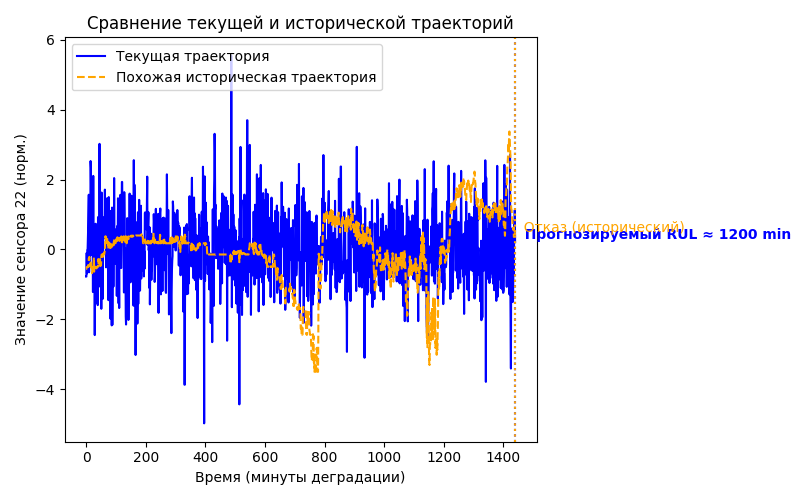 Сравнение текущей и исторической траекторий
Текущая траектория
Похожая историческая траектория
Значение сенсора 22 (норм.)
6
4
2
0
−2
−4
Отказ (исторический)
Прогнозируемый RUL ≈ 1200 min
0 200 400 600 800 1000 1200 1400
Время (минуты деградации)